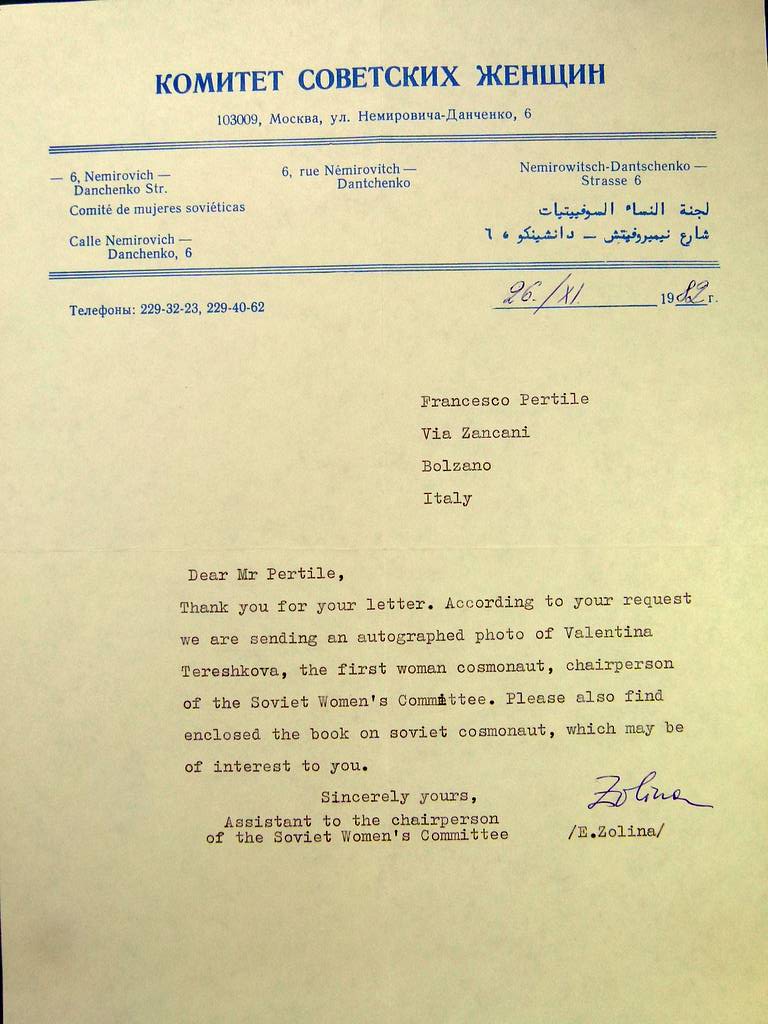 КОМИТЕТ СОВЕТСКИХ ЖЕНЩИН
103009, Москва, ул. Немировича-Данченко, 6
— 6, Nemirovich —
Danchenko Str.
Comité de mujeres soviéticas
Calle Nemirovich —
Danchenko, 6
6, rue Némirovitch —
Dantchenko
Nemirowitsch-Dantschenko —
Strasse 6
لجنة النساء السوفييتيات
شارع نيميروفيتش — دانشينكو ، ٦
Телефоны: 229-32-23, 229-40-62
26./XI. 1982 г.
Francesco Pertile
Via Zancani
Bolzano
Italy
Dear Mr Pertile,
Thank you for your letter. According to your request
we are sending an autographed photo of Valentina
Tereshkova, the first woman cosmonaut, chairperson
of the Soviet Women's Committee. Please also find
enclosed the book on soviet cosmonaut, which may be
of interest to you.
Sincerely yours,
Assistant to the chairperson
of the Soviet Women's Committee
Zolina
/E.Zolina/